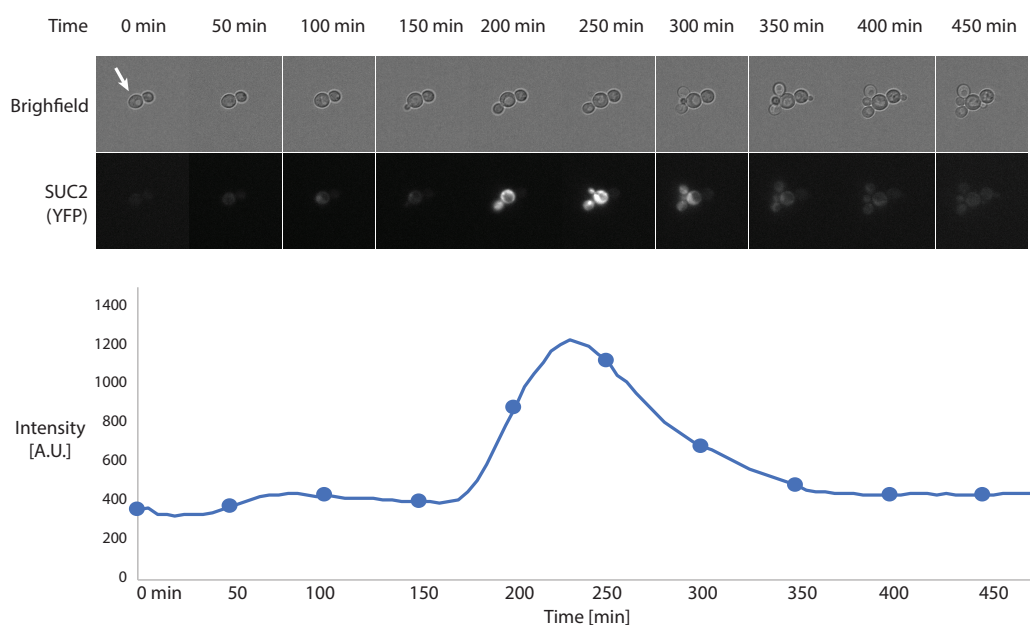 Time 0 min 50 min 100 min 150 min 200 min 250 min 300 min 350 min 400 min 450 min
Brighfield
SUC2
(YFP)
1400
1200
1000
800
Intensity
[A.U.]
600
400
200
0
0 min 50 100 150 200 250 300 350 400 450
Time [min]